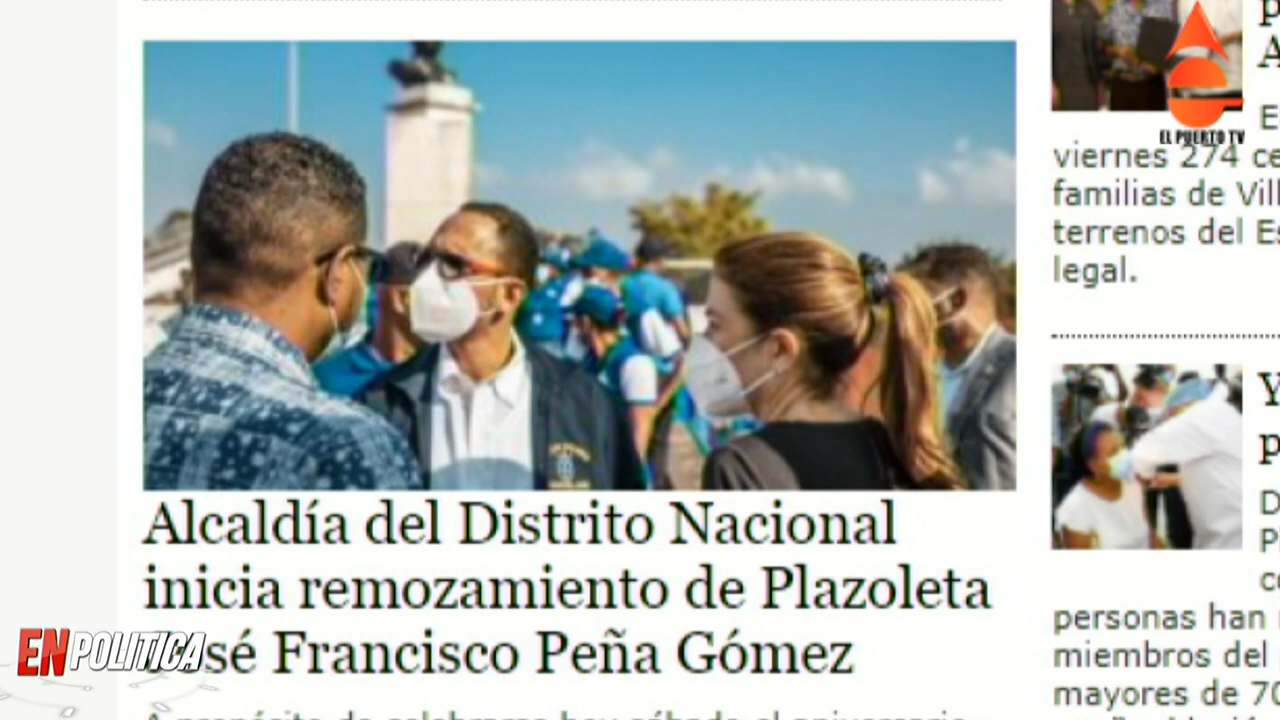 EL PUERTO TV
viernes 274
familias de
terrenos del
legal.
Alcaldía del Distrito Nacional
inicia remozamiento de Plazoleta
José Francisco Peña Gómez
personas han
miembros del
mayores de 70
EN POLITICA